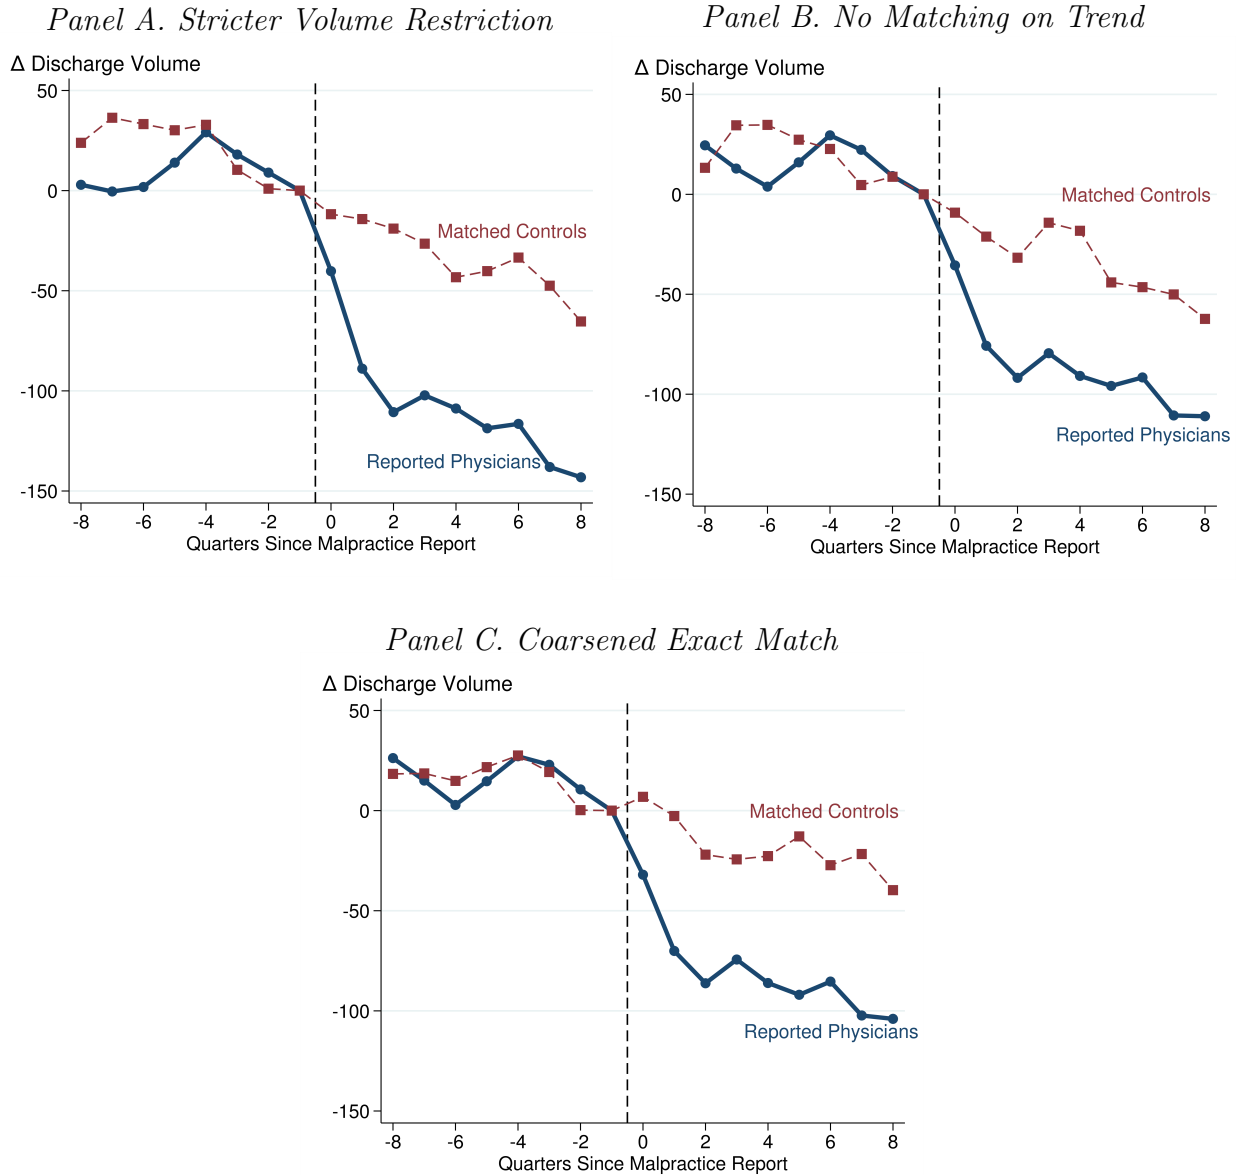 Panel A. Stricter Volume Restriction
Δ Discharge Volume
50
0
-50
-100
-150
Matched Controls
Reported Physicians
-8 -6 -4 -2 0 2 4 6 8
Quarters Since Malpractice Report
Panel B. No Matching on Trend
Δ Discharge Volume
50
0
-50
-100
-150
Matched Controls
Reported Physicians
-8 -6 -4 -2 0 2 4 6 8
Quarters Since Malpractice Report
Panel C. Coarsened Exact Match
Δ Discharge Volume
50
0
-50
-100
-150
Matched Controls
Reported Physicians
-8 -6 -4 -2 0 2 4 6 8
Quarters Since Malpractice Report